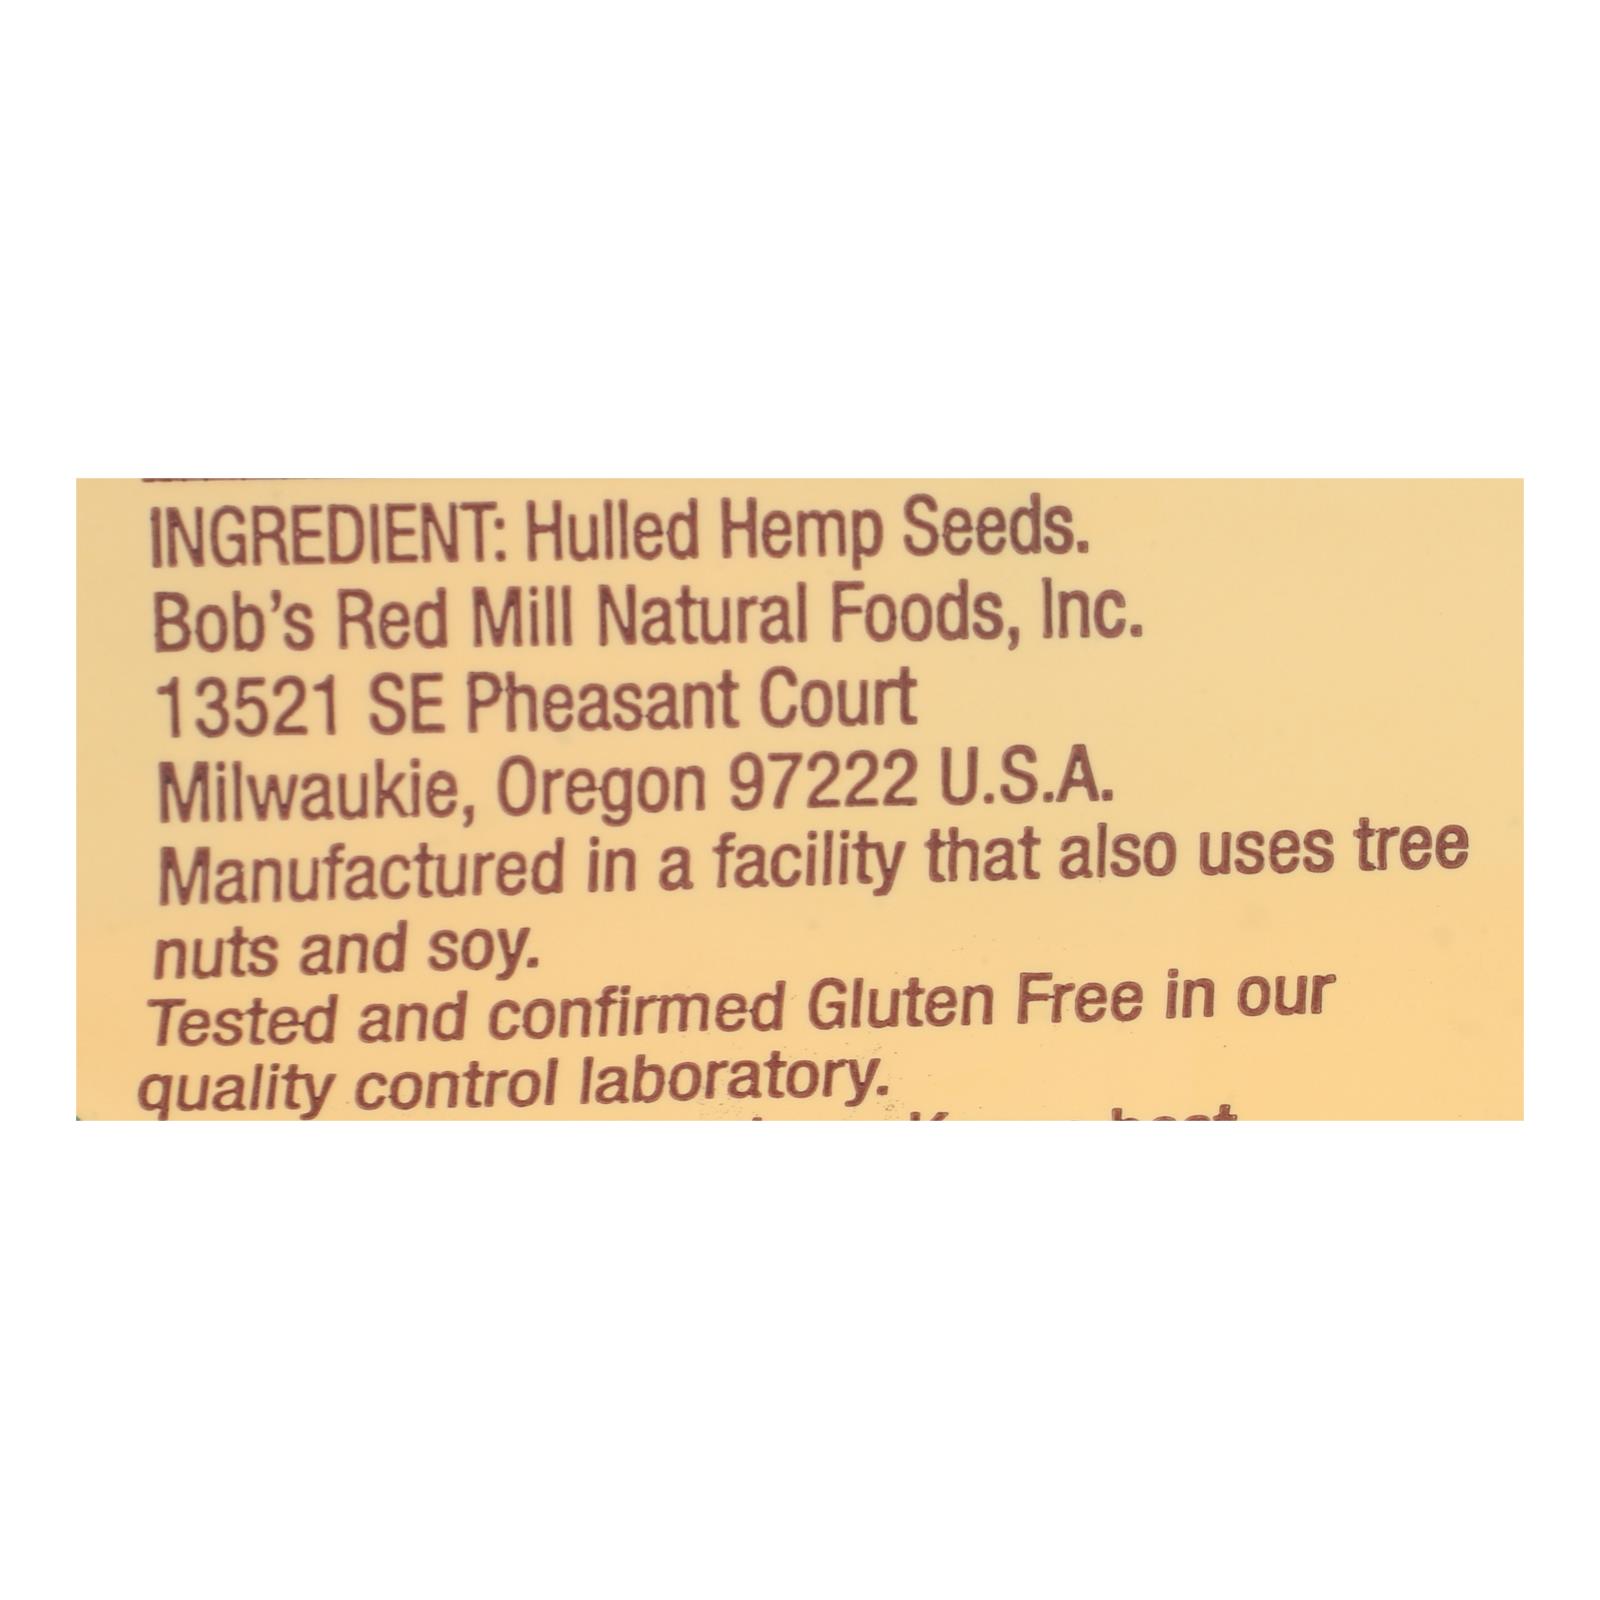 INGREDIENT: Hulled Hemp Seeds.
Bob's Red Mill Natural Foods, Inc.
13521 SE Pheasant Court
Milwaukie, Oregon 97222 U.S.A.
Manufactured in a facility that also uses tree
nuts and soy.
Tested and confirmed Gluten Free in our
quality control laboratory.